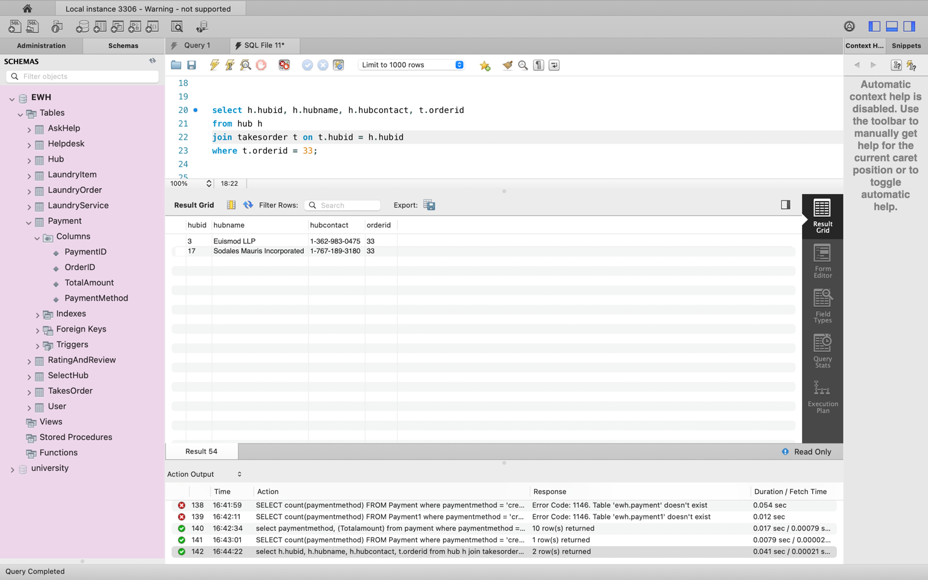 Local instance 3306 - Warning - not supported
Administration
Schemas
Query 1
SQL File 11*
Context H...
Snippets
SCHEMAS
Filter objects
EWH
Tables
AskHelp
Helpdesk
Hub
LaundryItem
LaundryOrder
LaundryService
Payment
Columns
PaymentID
OrderID
TotalAmount
PaymentMethod
Indexes
Foreign Keys
Triggers
RatingAndReview
SelectHub
TakesOrder
User
Views
Stored Procedures
Functions
university
Limit to 1000 rows
18
19
20 select h.hubid, h.hubname, h.hubcontact, t.orderid
21 from hub h
22 join takesorder t on t.hubid = h.hubid
23 where t.orderid = 33;
24
25
100% 18:22
Result Grid Filter Rows: Search Export:
hubid hubname hubcontact orderid
3 Euismod LLP 1-362-983-0475 33
17 Sodales Mauris Incorporated 1-767-189-3180 33
Result
Grid
Form
Editor
Field
Types
Query
Stats
Execution
Plan
Automatic
context help is
disabled. Use
the toolbar to
manually get
help for the
current caret
position or to
toggle
automatic
help.
Result 54
Read Only
Action Output
Time Action Response Duration / Fetch Time
138 16:41:59 SELECT count(paymentmethod) FROM Payment where paymentmethod = 'cre... Error Code: 1146. Table 'ewh.payment' doesn't exist 0.054 sec
139 16:42:11 SELECT count(paymentmethod) FROM Payment1 where paymentmethod = 'cr... Error Code: 1146. Table 'ewh.payment1' doesn't exist 0.012 sec
140 16:42:34 select paymentmethod, (Totalamount) from payment where paymentmethod =... 10 row(s) returned 0.017 sec / 0.00079 s...
141 16:43:01 SELECT count(paymentmethod) FROM Payment where paymentmethod = 'cre... 1 row(s) returned 0.0079 sec / 0.00002...
142 16:44:22 select h.hubid, h.hubname, h.hubcontact, t.orderid from hub h join takesorder... 2 row(s) returned 0.041 sec / 0.00021 s...
Query Completed